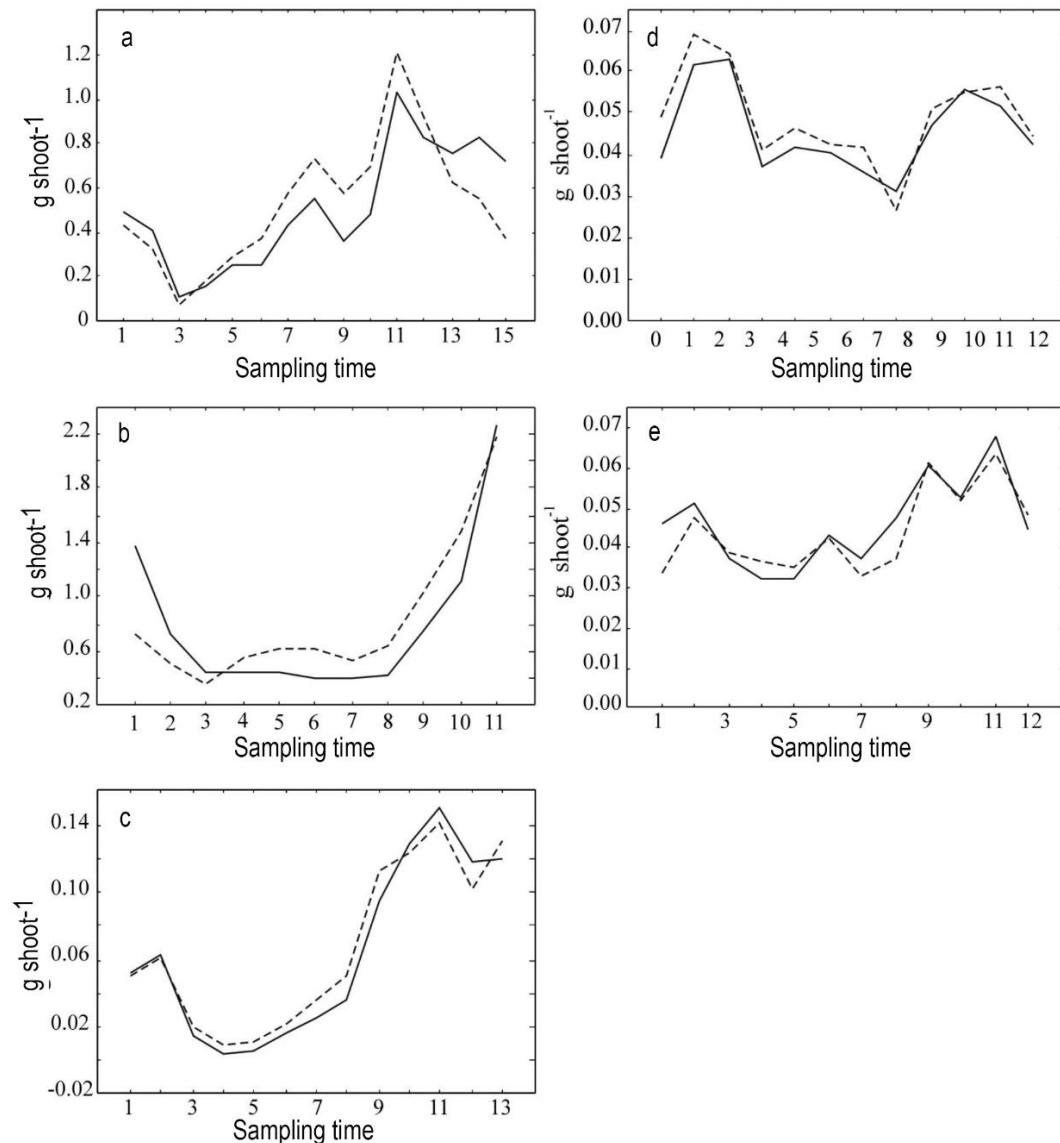 a
g shoot-1
1.2
1.0
0.8
0.6
0.4
0.2
0
1 3 5 7 9 11 13 15
Sampling time
d
g shoot-1
0.07
0.06
0.05
0.04
0.03
0.02
0.01
0.00
0 1 2 3 4 5 6 7 8 9 10 11 12
Sampling time
b
g shoot-1
2.2
1.8
1.4
1.0
0.6
0.2
1 2 3 4 5 6 7 8 9 10 11
Sampling time
e
g shoot-1
0.07
0.06
0.05
0.04
0.03
0.02
0.01
0.00
1 3 5 7 9 11 12
Sampling time
c
g shoot-1
0.14
0.10
0.06
0.02
-0.02
1 3 5 7 9 11 13
Sampling time